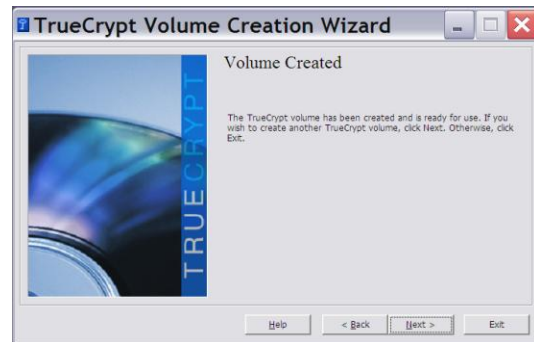 TrueCrypt Volume Creation Wizard
Volume Created
TRUECRYPT
The TrueCrypt volume has been created and is ready for use. If you
wish to create another TrueCrypt volume, click Next. Otherwise, click
Exit.
Help
< Back
Next >
Exit